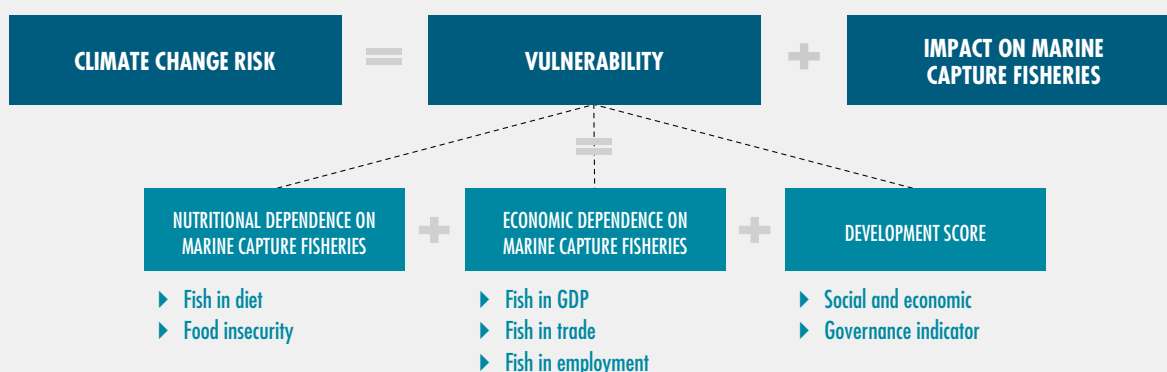 CLIMATE CHANGE RISK
=
VULNERABILITY
+
IMPACT ON MARINE
CAPTURE FISHERIES
=
NUTRITIONAL DEPENDENCE ON
MARINE CAPTURE FISHERIES
+
ECONOMIC DEPENDENCE ON
MARINE CAPTURE FISHERIES
+
DEVELOPMENT SCORE
Fish in diet
Food insecurity
Fish in GDP
Fish in trade
Fish in employment
Social and economic
Governance indicator